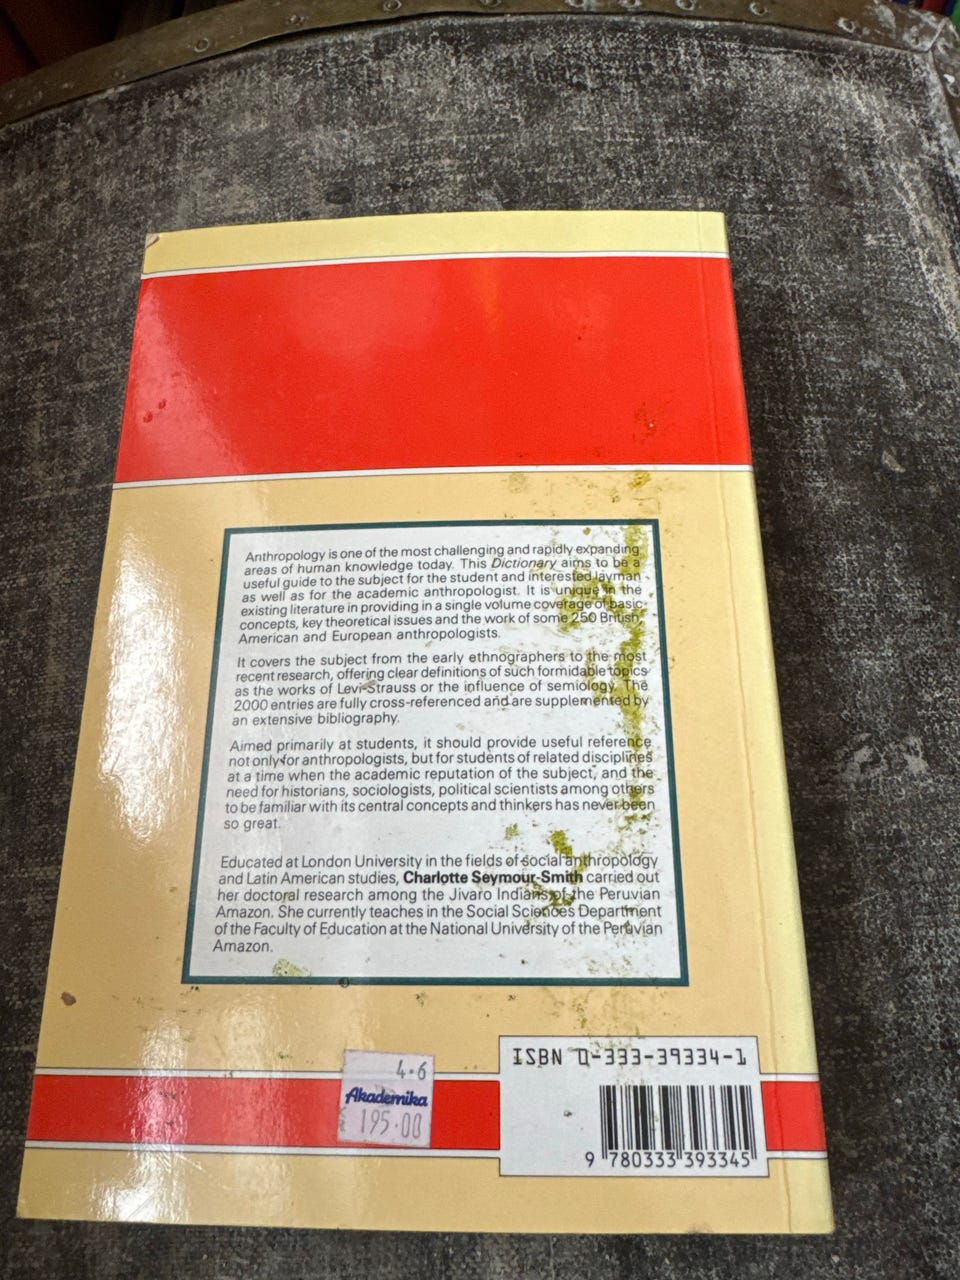 Anthropology is one of the most challenging and rapidly expanding
areas of human knowledge today. This Dictionary aims to be a
useful guide to the subject for the student and interested layman
as well as for the academic anthropologist. It is unique in the
existing literature in providing in a single volume coverage of basic
concepts, key theoretical issues and the work of some 250 British,
American and European anthropologists.
It covers the subject from the early ethnographers to the most
recent research, offering clear definitions of such formidable topics
as the works of Levi-Strauss or the influence of semiology. The
2000 entries are fully cross-referenced and are supplemented by
an extensive bibliography.
Aimed primarily at students, it should provide useful reference
not only for anthropologists, but for students of related disciplines
at a time when the academic reputation of the subject, and the
need for historians, sociologists, political scientists among others
to be familiar with its central concepts and thinkers has never been
so great.
Educated at London University in the fields of social anthropology
and Latin American studies, Charlotte Seymour-Smith carried out
her doctoral research among the Jivaro Indians of the Peruvian
Amazon. She currently teaches in the Social Sciences Department
of the Faculty of Education at the National University of the Peruvian
Amazon.
4·6
Akademika
195·00
ISBN 0-333-39334-1
9 780333 393345